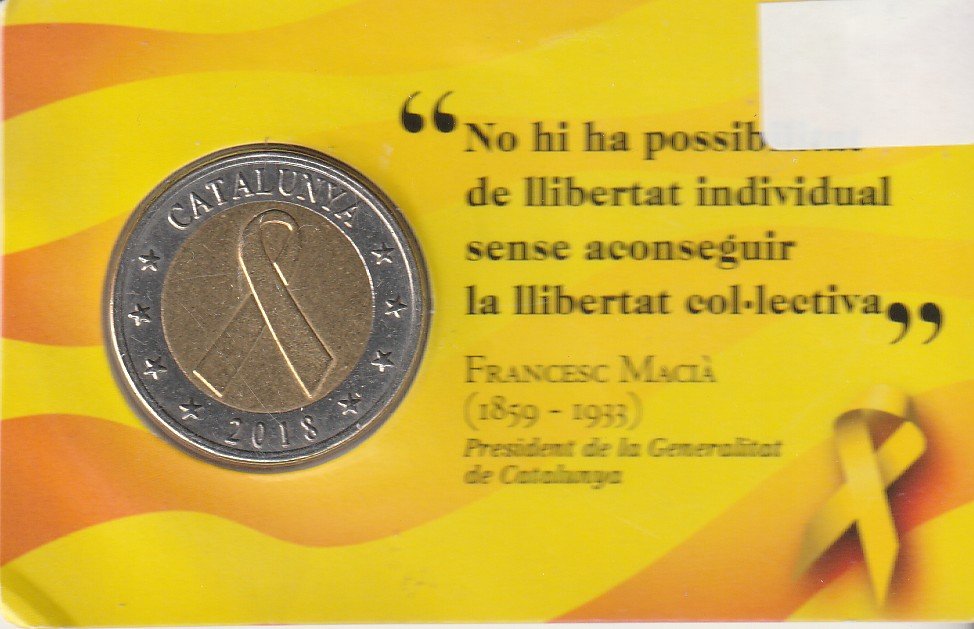 CATALUNYA
2018
“No hi ha
de llibertat individual
sense aconseguir
la llibertat col·lectiva”
FRANCESC MACIÀ
(1859 - 1933)
President de la Generalitat
de Catalunya